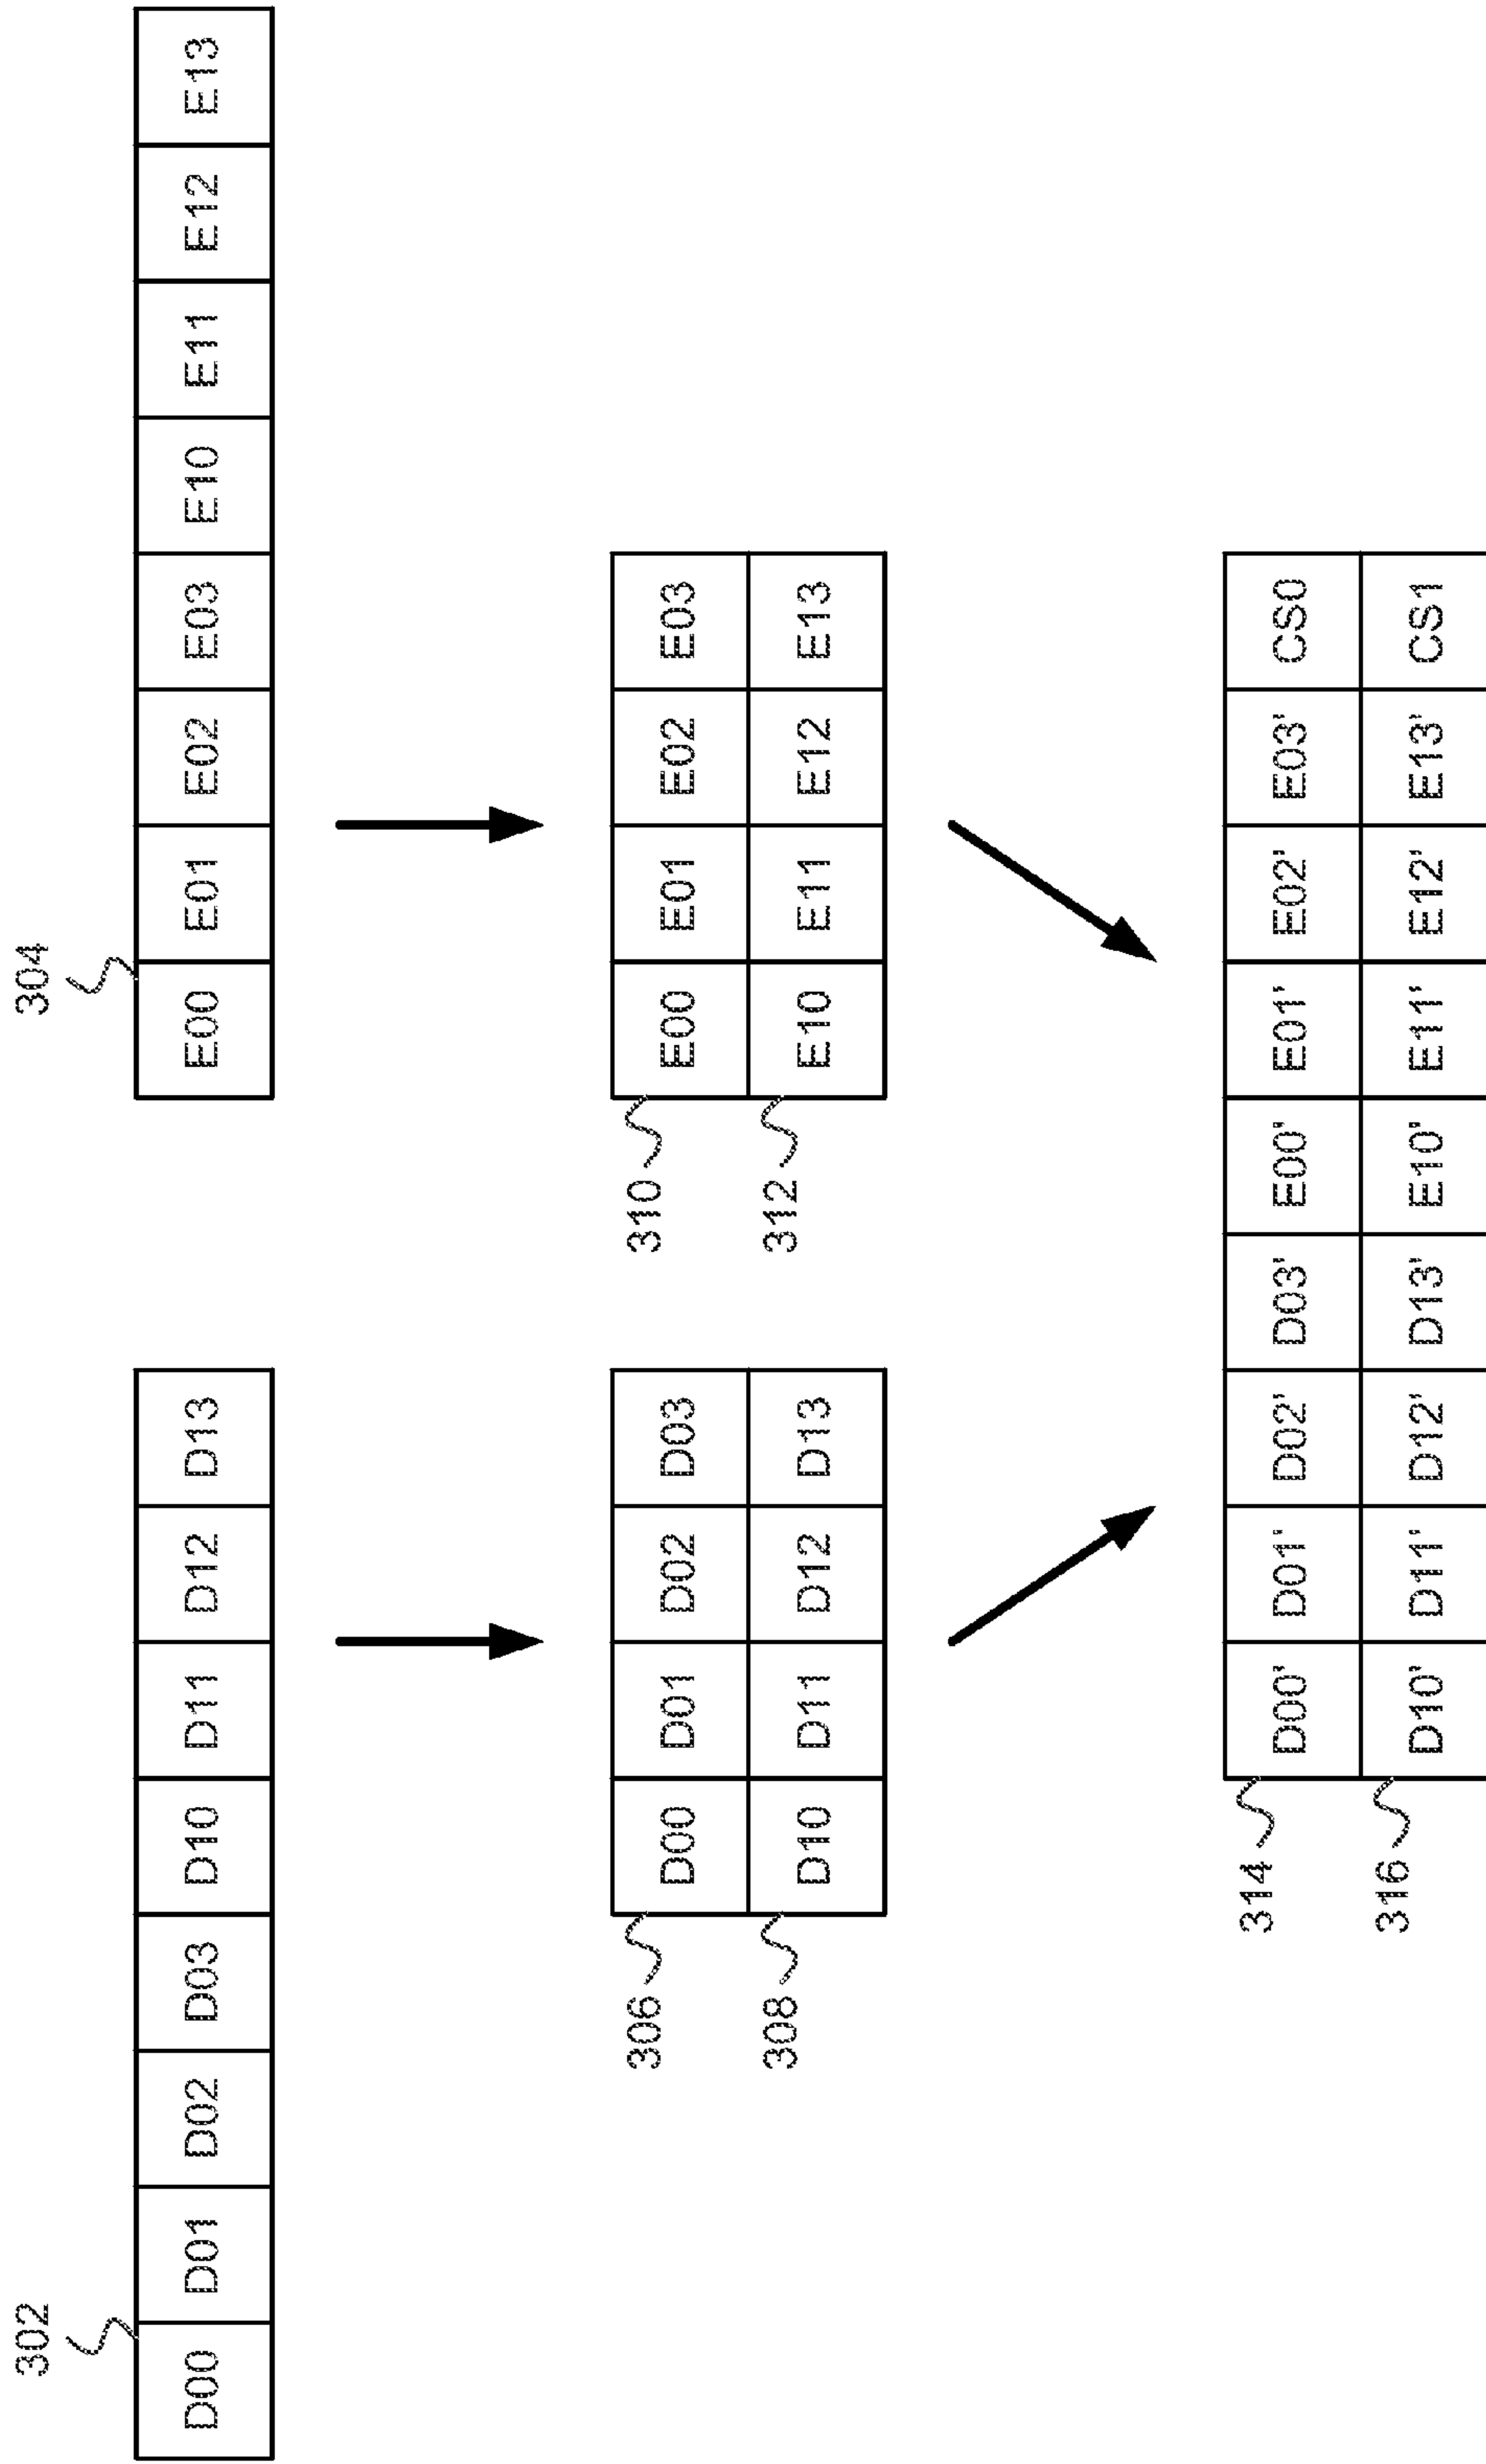 302
304
D00 D01 D02 D03 D10 D11 D12 D13
E00 E01 E02 E03 E10 E11 E12 E13
306
D00 D01 D02 D03
308
D10 D11 D12 D13
310
E00 E01 E02 E03
312
E10 E11 E12 E13
314
D00' D01' D02' D03' E00' E01' E02' E03' CS0
316
D10' D11' D12' D13' E10' E11' E12' E13' CS1